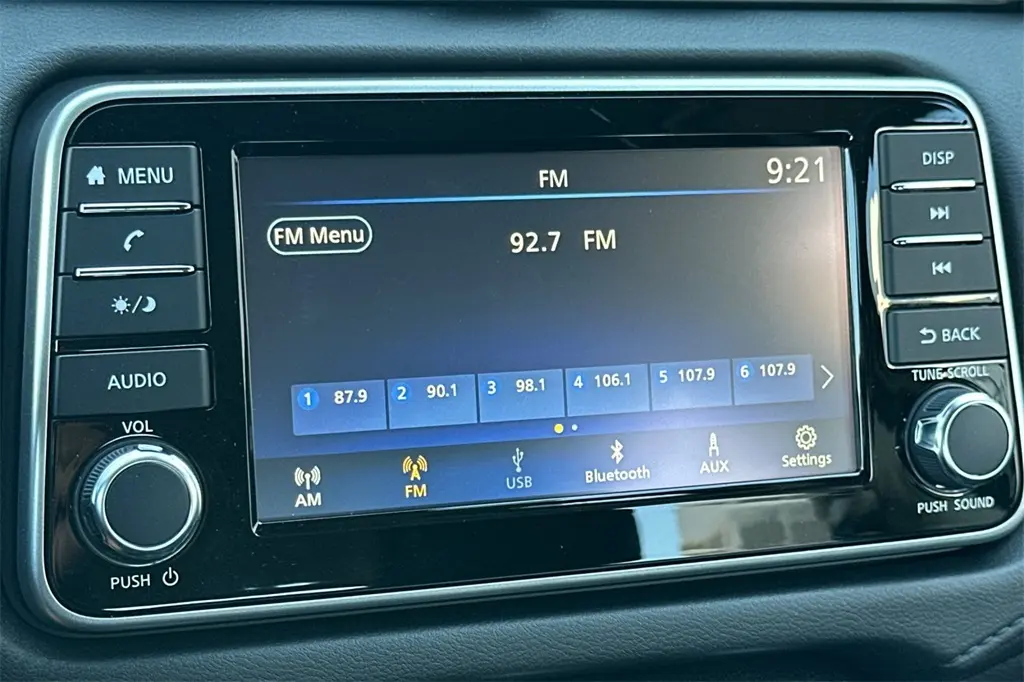 MENU
AUDIO
VOL
PUSH
FM
9:21
FM Menu
92.7 FM
1 87.9 2 90.1 3 98.1 4 106.1 5 107.9 6 107.9
AM FM USB Bluetooth AUX Settings
DISP
BACK
TUNE·SCROLL
PUSH SOUND